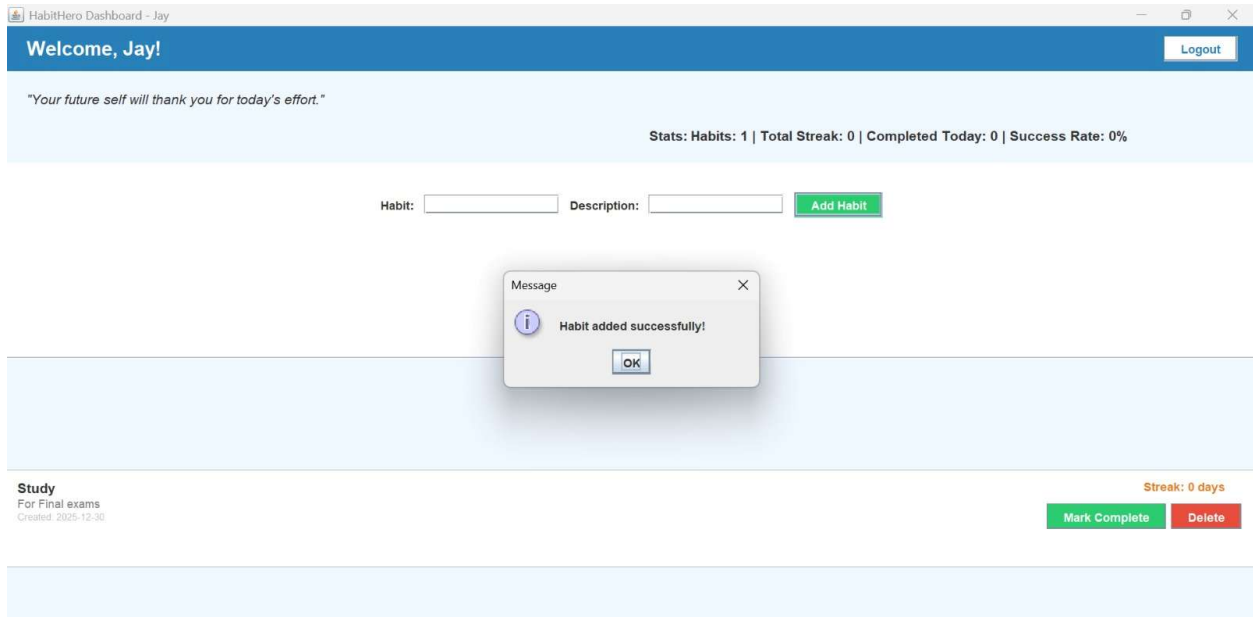 HabitHero Dashboard - Jay
Welcome, Jay!
Logout
"Your future self will thank you for today's effort."
Stats: Habits: 1 | Total Streak: 0 | Completed Today: 0 | Success Rate: 0%
Habit: Description: Add Habit
Message
Habit added successfully!
OK
Study
For Final exams
Created: 2025-12-30
Streak: 0 days
Mark Complete Delete